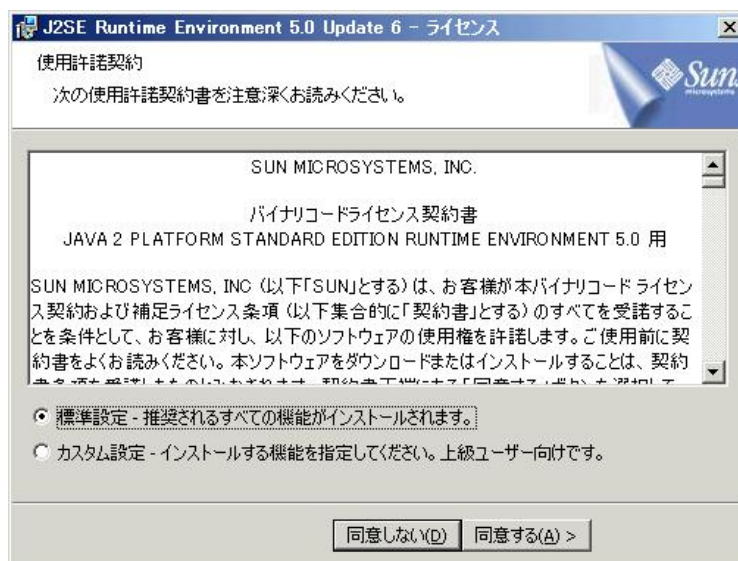 J2SE Runtime Environment 5.0 Update 6 - ライセンス
使用許諾契約
次の使用許諾契約書を注意深くお読みください。
Sun
microsystems
SUN MICROSYSTEMS, INC.
バイナリコードライセンス契約書
JAVA 2 PLATFORM STANDARD EDITION RUNTIME ENVIRONMENT 5.0 用
SUN MICROSYSTEMS, INC (以下「SUN」とする) は、お客様が本バイナリコード ライセン
ス契約および補足ライセンス条項 (以下集合的に「契約書」とする) のすべてを受諾するこ
とを条件として、お客様に対し、以下のソフトウェアの使用権を許諾します。ご使用前に契
約書をよくお読みください。本ソフトウェアをダウンロードまたはインストールすることは、契約
標準設定 - 推奨されるすべての機能がインストールされます。
カスタム設定 - インストールする機能を指定してください。上級ユーザー向けです。
同意しない(D)
同意する(A) >